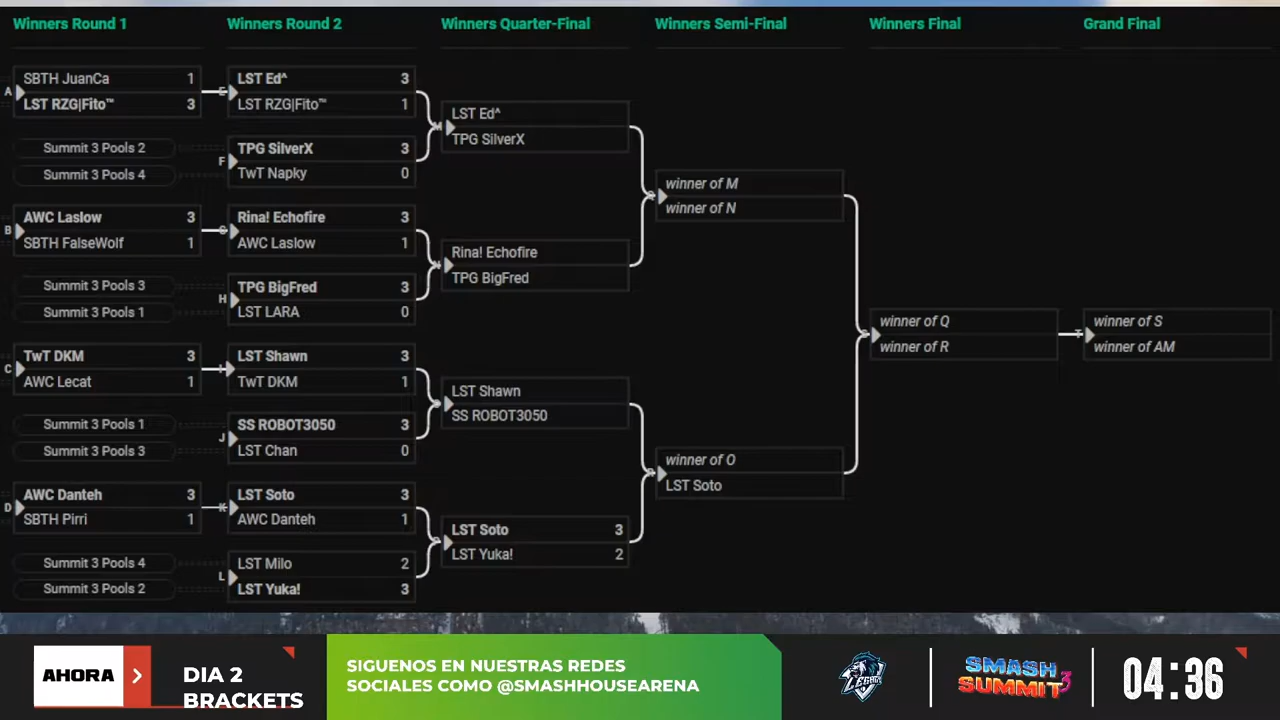 Winners Round 1
Winners Round 2
Winners Quarter-Final
Winners Semi-Final
Winners Final
Grand Final
A
SBTH JuanCa 1
LST RZG|Fito™ 3
Summit 3 Pools 2
Summit 3 Pools 4
B
AWC Laslow 3
SBTH FalseWolf 1
Summit 3 Pools 3
Summit 3 Pools 1
C
TwT DKM 3
AWC Lecat 1
Summit 3 Pools 1
Summit 3 Pools 3
D
AWC Danteh 3
SBTH Pirri 1
Summit 3 Pools 4
Summit 3 Pools 2
E
LST Ed^ 3
LST RZG|Fito™ 1
F
TPG SilverX 3
TwT Napky 0
G
Rina! Echofire 3
AWC Laslow 1
H
TPG BigFred 3
LST LARA 0
I
LST Shawn 3
TwT DKM 1
J
SS ROBOT3050 3
LST Chan 0
K
LST Soto 3
AWC Danteh 1
L
LST Milo 2
LST Yuka! 3
M
LST Ed^
TPG SilverX
Rina! Echofire
TPG BigFred
LST Shawn
SS ROBOT3050
LST Soto 3
LST Yuka! 2
winner of M
winner of N
winner of O
LST Soto
winner of Q
winner of R
winner of S
winner of AM
AHORA
DIA 2
BRACKETS
SIGUENOS EN NUESTRAS REDES
SOCIALES COMO @SMASHHOUSEARENA
SMASH
SUMMIT 3
04:36